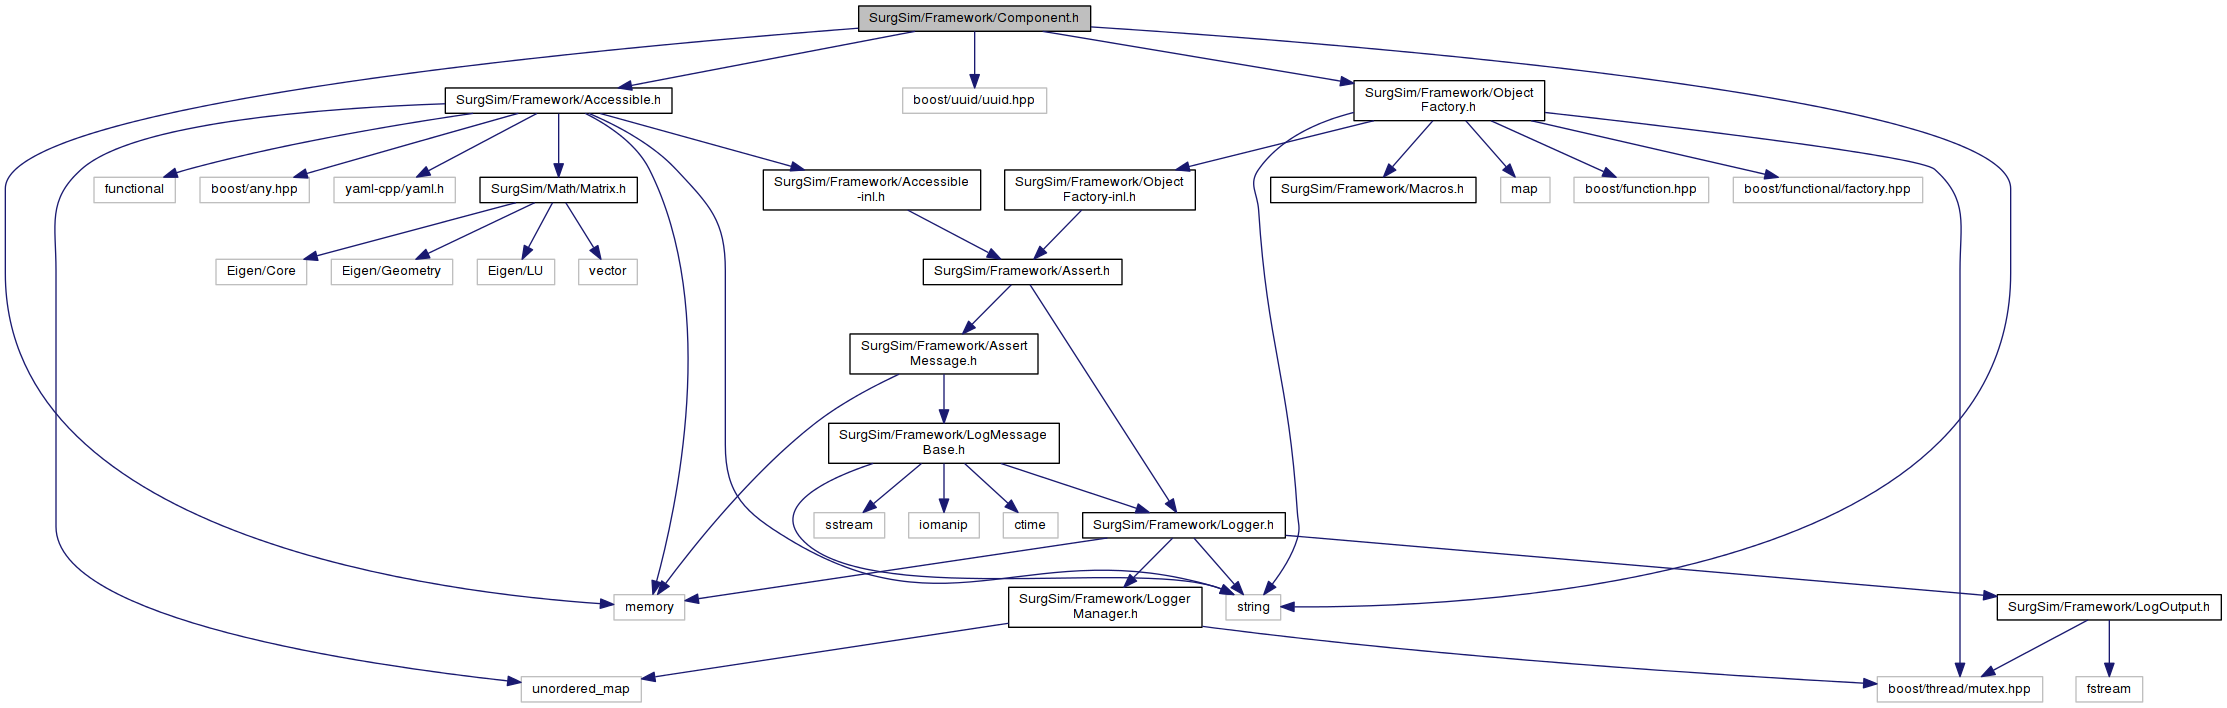 SurgSim/Framework/Component.h
SurgSim/Framework/Accessible.h
boost/uuid/uuid.hpp
SurgSim/Framework/Object
Factory.h
functional
boost/any.hpp
yaml-cpp/yaml.h
SurgSim/Math/Matrix.h
SurgSim/Framework/Accessible
-inl.h
SurgSim/Framework/Object
Factory-inl.h
SurgSim/Framework/Macros.h
map
boost/function.hpp
boost/functional/factory.hpp
Eigen/Core
Eigen/Geometry
Eigen/LU
vector
SurgSim/Framework/Assert.h
SurgSim/Framework/Assert
Message.h
SurgSim/Framework/LogMessage
Base.h
sstream
iomanip
ctime
SurgSim/Framework/Logger.h
memory
SurgSim/Framework/Logger
Manager.h
string
SurgSim/Framework/LogOutput.h
unordered_map
boost/thread/mutex.hpp
fstream